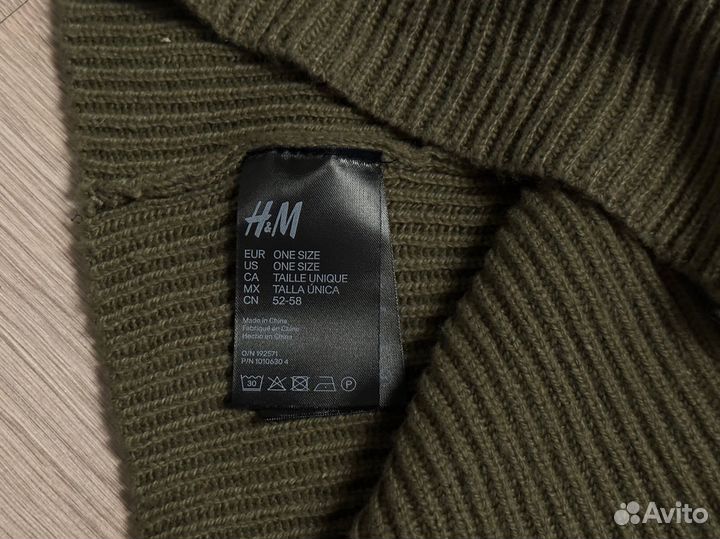 H&M
EUR ONE SIZE
US ONE SIZE
CA TAILLE UNIQUE
MX TALLA ÚNICA
CN 52-58
Made in China
Fabriqué en Chine
Hecho en China
O/N 192571
P/N 1010630 4
30 P
Avito